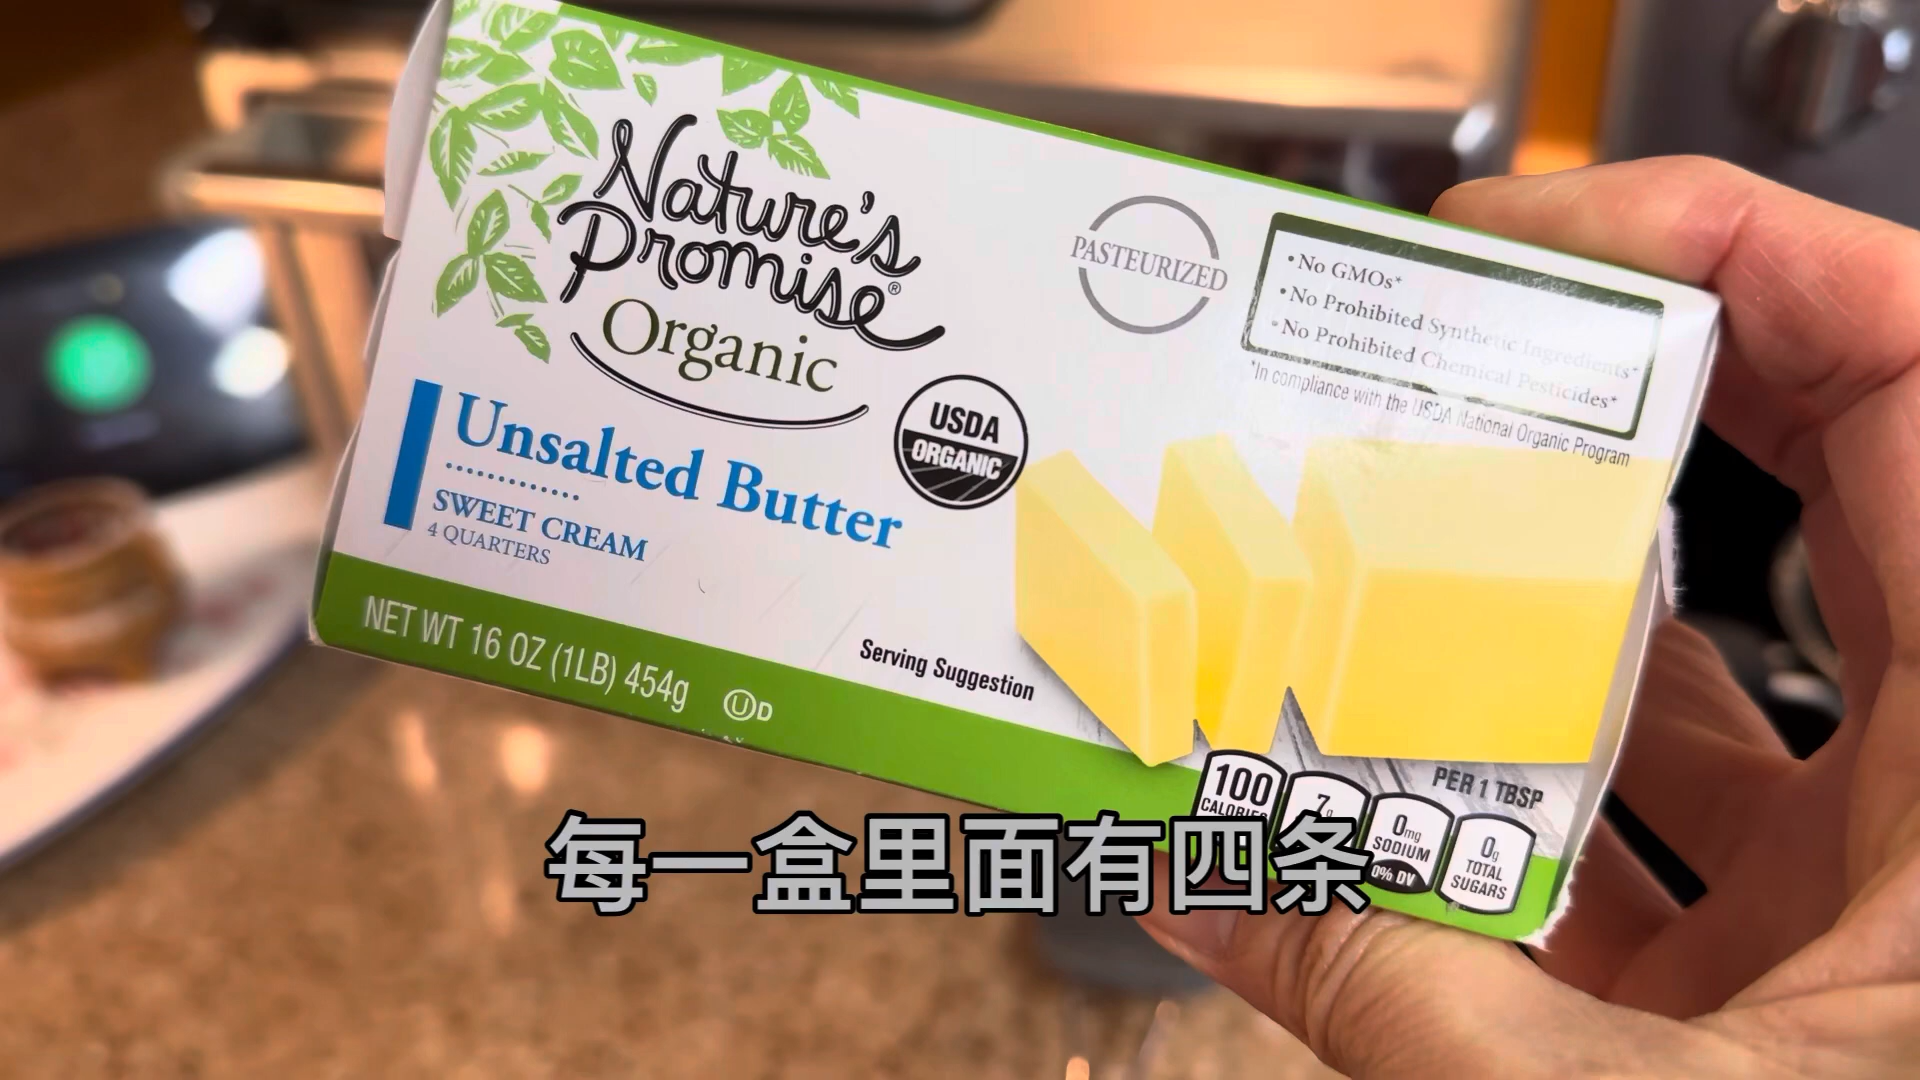 Nature's
Promise®
Organic
PASTEURIZED
• No GMOs*
• No Prohibited Synthetic Ingredients*
• No Prohibited Chemical Pesticides*
*In compliance with the USDA National Organic Program
USDA
ORGANIC
Unsalted Butter
SWEET CREAM
4 QUARTERS
NET WT 16 OZ (1LB) 454g
UD
Serving Suggestion
PER 1 TBSP
100
CALORIES
7g
0mg
SODIUM
0% DV
0g
TOTAL
SUGARS
每一盒里面有四条